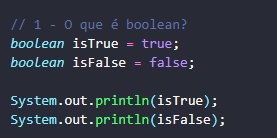 // 1 - O que é boolean?
boolean isTrue = true;
boolean isFalse = false;
System.out.println(isTrue);
System.out.println(isFalse);